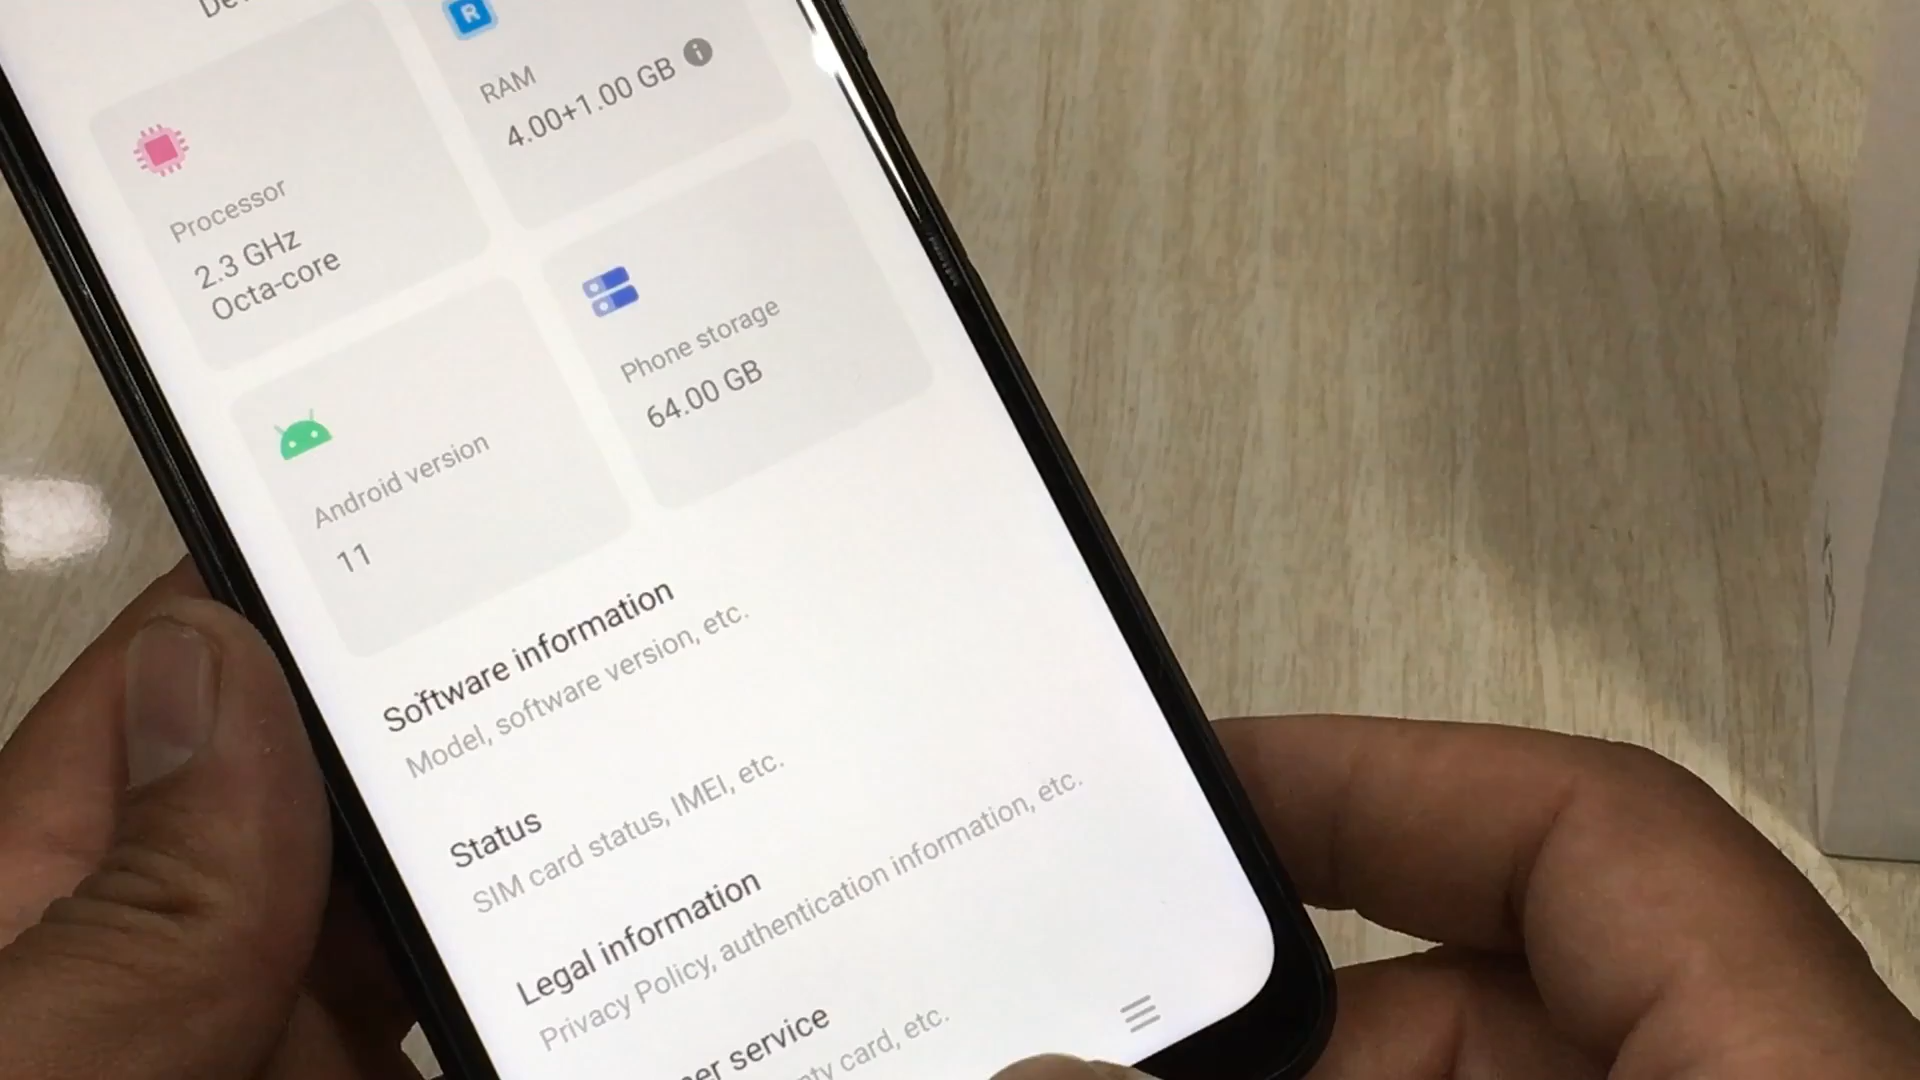 RAM
4.00+1.00 GB
Processor
2.3 GHz
Octa-core
Phone storage
64.00 GB
Android version
11
Software information
Model, software version, etc.
Status
SIM card status, IMEI, etc.
Legal information
Privacy Policy, authentication information, etc.
service
card, etc.